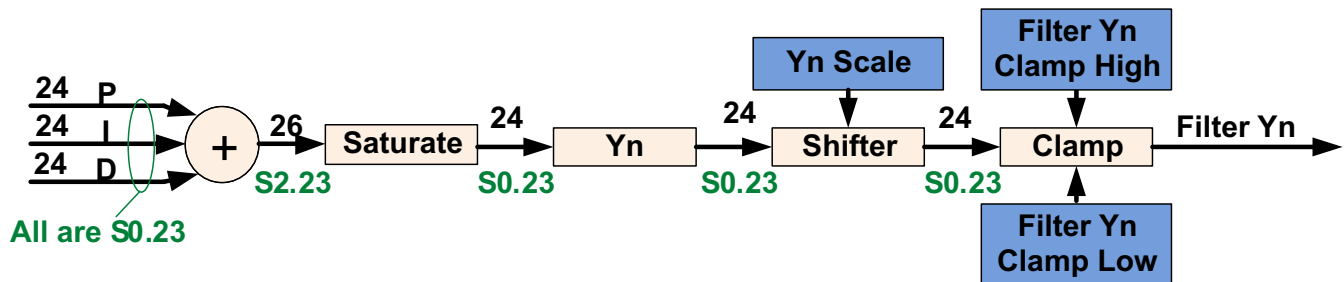 24 P
24 I
24 D
All are S0.23
+
26
S2.23
Saturate
24
S0.23
Yn
24
S0.23
Yn Scale
Shifter
24
S0.23
Filter Yn
Clamp High
Clamp
Filter Yn
Clamp Low
Filter Yn